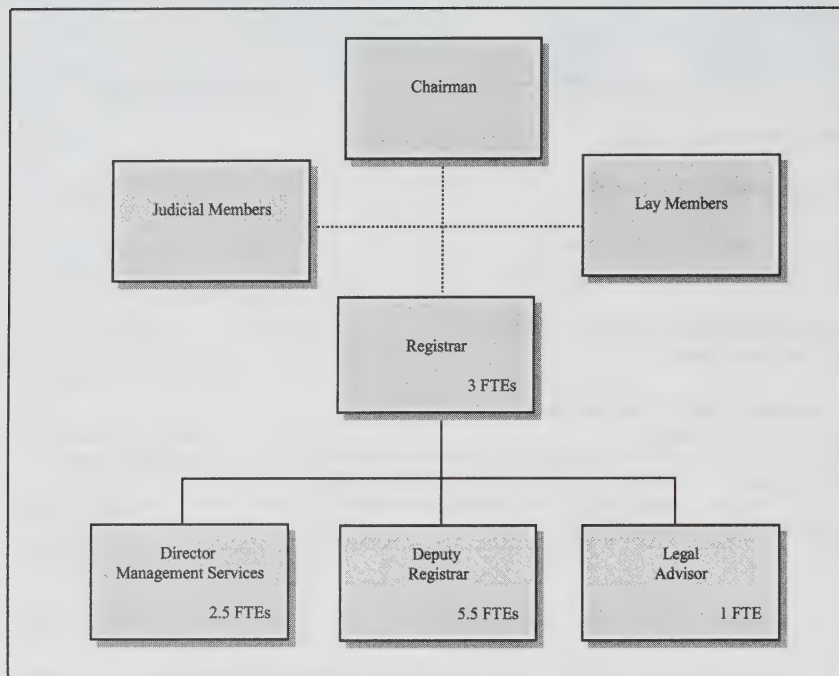 Chairman
Judicial Members
Lay Members
Registrar
3 FTEs
Director
Management Services
2.5 FTEs
Deputy
Registrar
5.5 FTEs
Legal
Advisor
1 FTE